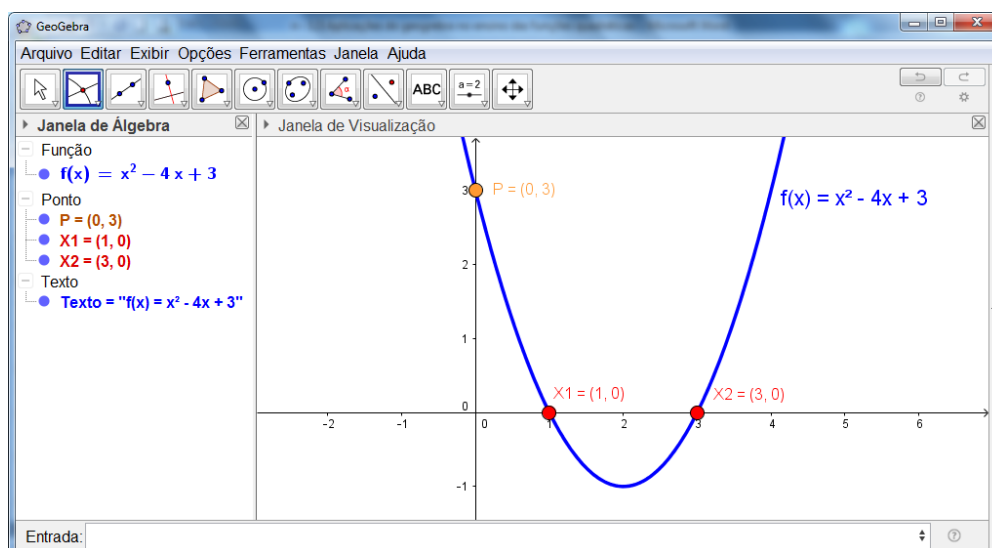 GeoGebra
Arquivo Editar Exibir Opções Ferramentas Janela Ajuda
ABC
a=2
Janela de Álgebra
Função
f(x) = x² − 4 x + 3
Ponto
P = (0, 3)
X1 = (1, 0)
X2 = (3, 0)
Texto
Texto = "f(x) = x² - 4x + 3"
Janela de Visualização
P = (0, 3)
f(x) = x² - 4x + 3
X1 = (1, 0)
X2 = (3, 0)
3
2
1
0
-1
-2 -1 0 1 2 3 4 5 6
Entrada: